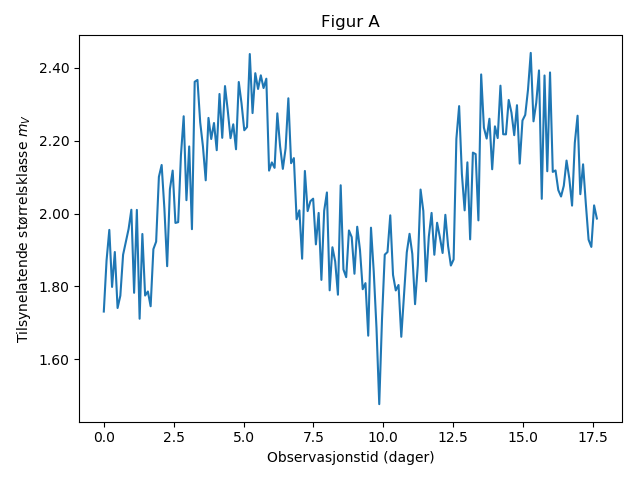 Figur A
Tilsynelatende størrelsklasse $m_V$
2.40
2.20
2.00
1.80
1.60
0.0 2.5 5.0 7.5 10.0 12.5 15.0 17.5
Observasjonstid (dager)